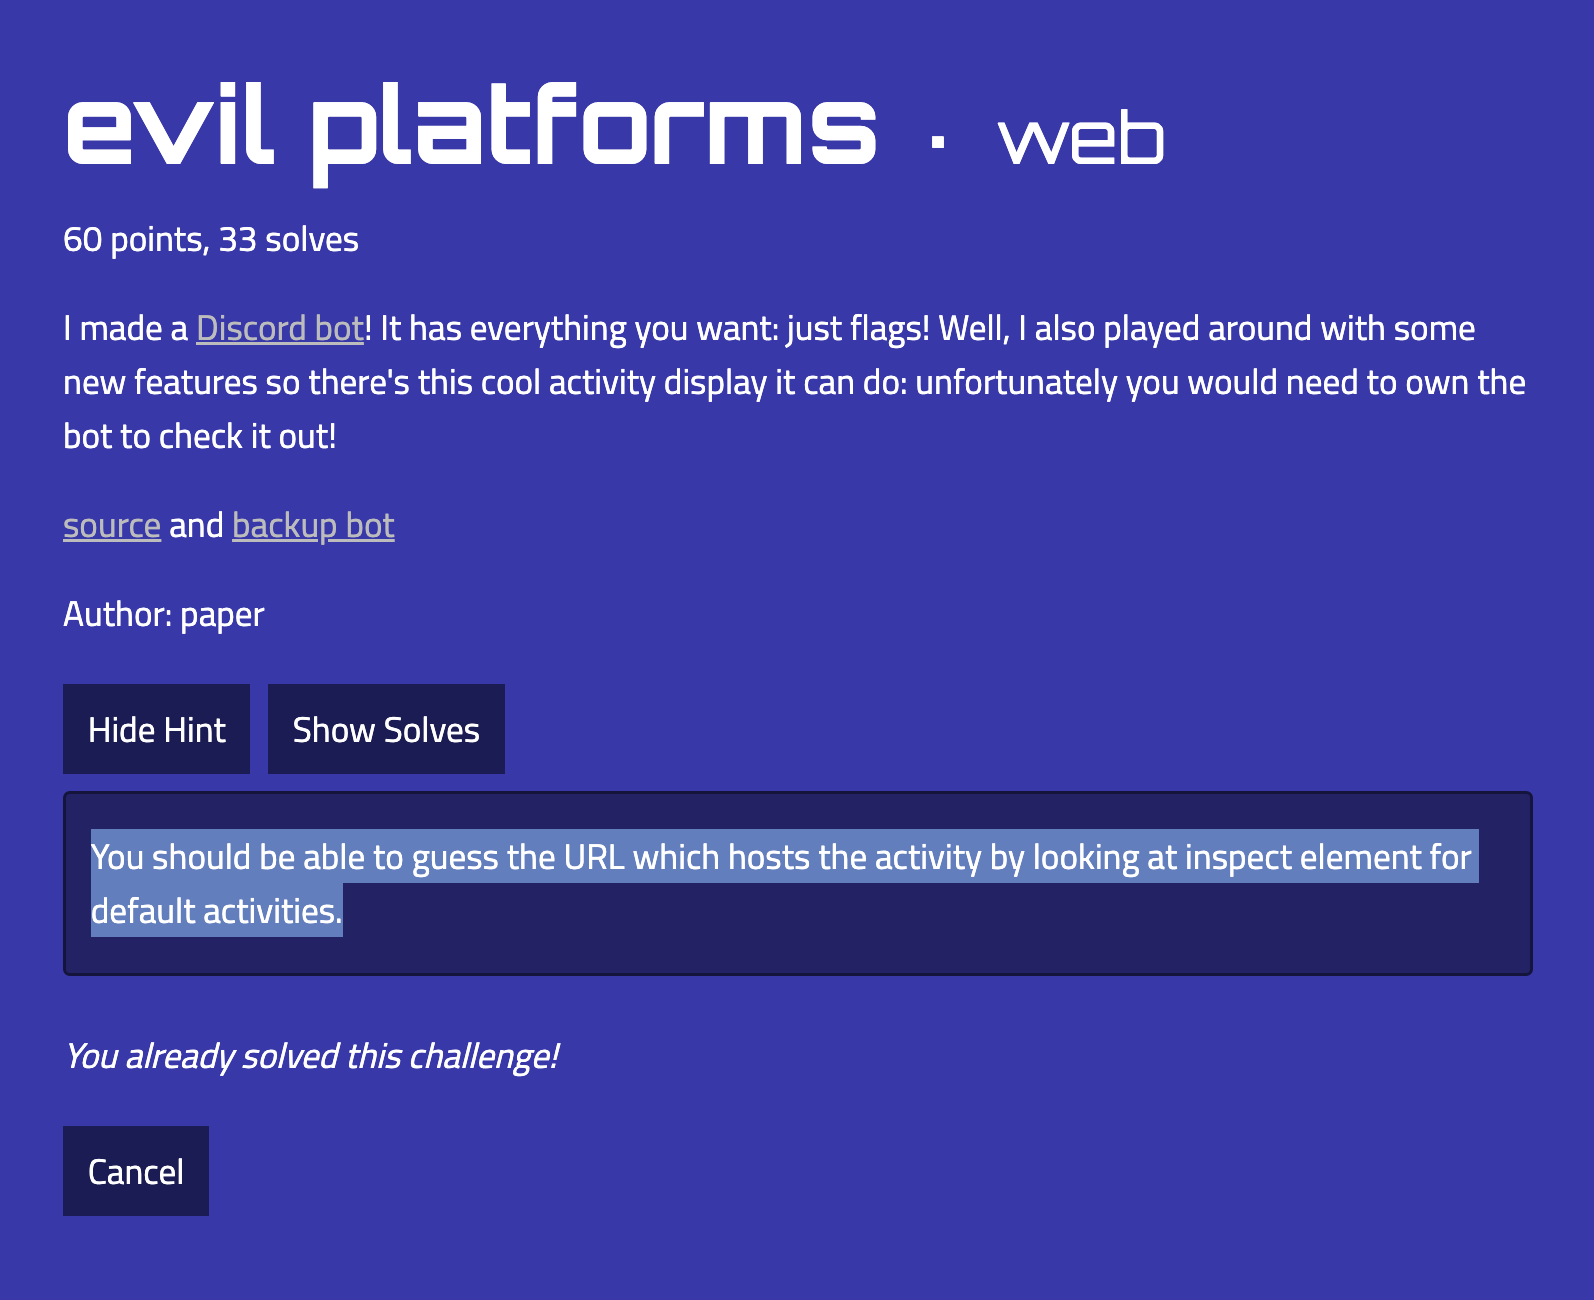 evil platforms · web
60 points, 33 solves
I made a Discord bot! It has everything you want: just flags! Well, I also played around with some
new features so there's this cool activity display it can do: unfortunately you would need to own the
bot to check it out!
source and backup bot
Author: paper
Hide Hint Show Solves
You should be able to guess the URL which hosts the activity by looking at inspect element for
default activities.
You already solved this challenge!
Cancel